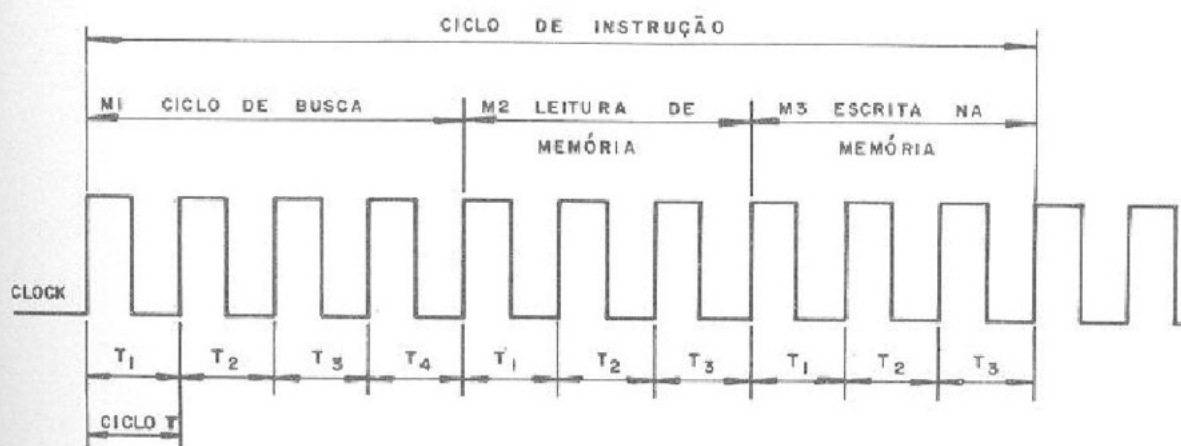 CICLO DE INSTRUÇÃO
M1 CICLO DE BUSCA
M2 LEITURA DE
MEMÓRIA
M3 ESCRITA NA
MEMÓRIA
CLOCK
T1 T2 T3 T4 T1 T2 T3 T1 T2 T3
CICLO T